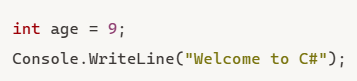 int age = 9;
Console.WriteLine("Welcome to C#");